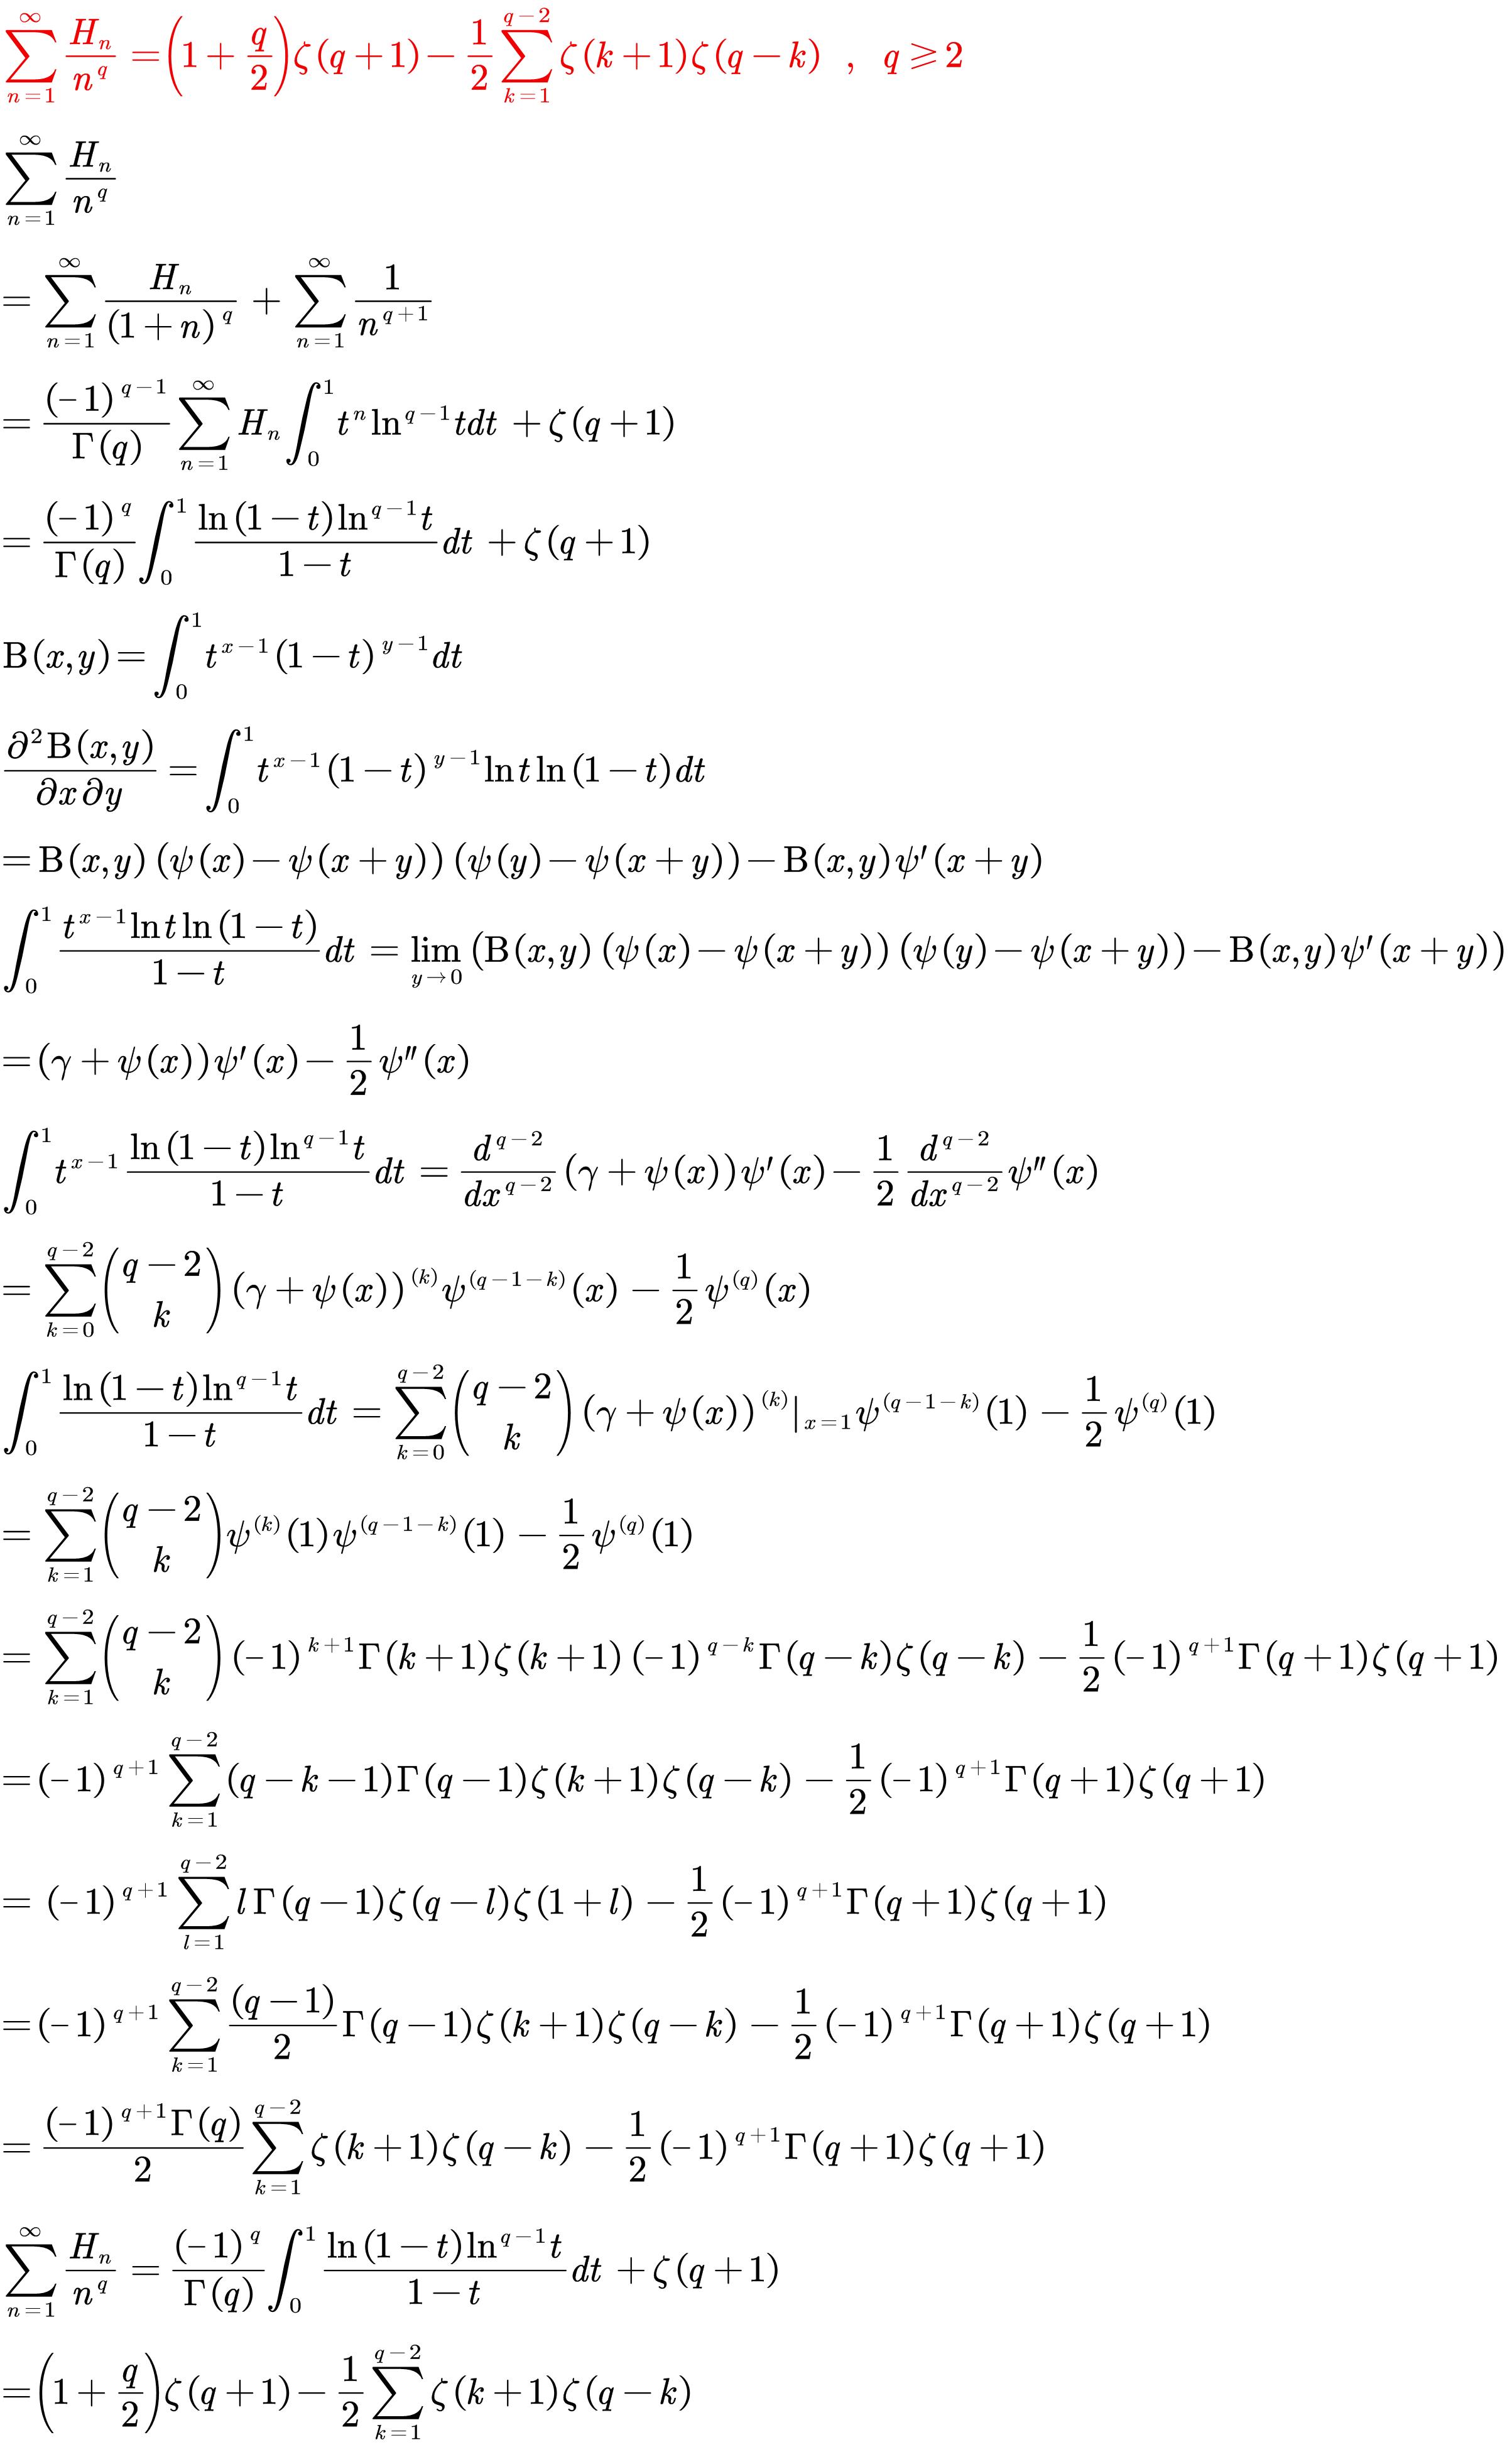 $\sum_{n=1}^{\infty}\frac{H_n}{n^q}=\left(1+\frac{q}{2}\right)\zeta(q+1)-\frac{1}{2}\sum_{k=1}^{q-2}\zeta(k+1)\zeta(q-k)\ \ ,\ \ q\geqslant 2$
$\sum_{n=1}^{\infty}\frac{H_n}{n^q}$
$=\sum_{n=1}^{\infty}\frac{H_n}{(1+n)^q}+\sum_{n=1}^{\infty}\frac{1}{n^{q+1}}$
$=\frac{(-1)^{q-1}}{\Gamma(q)}\sum_{n=1}^{\infty}H_n\int_0^1 t^n\ln^{q-1}tdt+\zeta(q+1)$
$=\frac{(-1)^q}{\Gamma(q)}\int_0^1\frac{\ln(1-t)\ln^{q-1}t}{1-t}dt+\zeta(q+1)$
$\mathrm{B}(x,y)=\int_0^1 t^{x-1}(1-t)^{y-1}dt$
$\frac{\partial^2\mathrm{B}(x,y)}{\partial x\partial y}=\int_0^1 t^{x-1}(1-t)^{y-1}\ln t\ln(1-t)dt$
$=\mathrm{B}(x,y)(\psi(x)-\psi(x+y))(\psi(y)-\psi(x+y))-\mathrm{B}(x,y)\psi'(x+y)$
$\int_0^1\frac{t^{x-1}\ln t\ln(1-t)}{1-t}dt=\lim_{y\to 0}(\mathrm{B}(x,y)(\psi(x)-\psi(x+y))(\psi(y)-\psi(x+y))-\mathrm{B}(x,y)\psi'(x+y))$
$=(\gamma+\psi(x))\psi'(x)-\frac{1}{2}\psi''(x)$
$\int_0^1 t^{x-1}\frac{\ln(1-t)\ln^{q-1}t}{1-t}dt=\frac{d^{q-2}}{dx^{q-2}}(\gamma+\psi(x))\psi'(x)-\frac{1}{2}\frac{d^{q-2}}{dx^{q-2}}\psi''(x)$
$=\sum_{k=0}^{q-2}\binom{q-2}{k}(\gamma+\psi(x))^{(k)}\psi^{(q-1-k)}(x)-\frac{1}{2}\psi^{(q)}(x)$
$\int_0^1\frac{\ln(1-t)\ln^{q-1}t}{1-t}dt=\sum_{k=0}^{q-2}\binom{q-2}{k}(\gamma+\psi(x))^{(k)}|_{x=1}\psi^{(q-1-k)}(1)-\frac{1}{2}\psi^{(q)}(1)$
$=\sum_{k=1}^{q-2}\binom{q-2}{k}\psi^{(k)}(1)\psi^{(q-1-k)}(1)-\frac{1}{2}\psi^{(q)}(1)$
$=\sum_{k=1}^{q-2}\binom{q-2}{k}(-1)^{k+1}\Gamma(k+1)\zeta(k+1)(-1)^{q-k}\Gamma(q-k)\zeta(q-k)-\frac{1}{2}(-1)^{q+1}\Gamma(q+1)\zeta(q+1)$
$=(-1)^{q+1}\sum_{k=1}^{q-2}(q-k-1)\Gamma(q-1)\zeta(k+1)\zeta(q-k)-\frac{1}{2}(-1)^{q+1}\Gamma(q+1)\zeta(q+1)$
$=(-1)^{q+1}\sum_{l=1}^{q-2}l\Gamma(q-1)\zeta(q-l)\zeta(1+l)-\frac{1}{2}(-1)^{q+1}\Gamma(q+1)\zeta(q+1)$
$=(-1)^{q+1}\sum_{k=1}^{q-2}\frac{(q-1)}{2}\Gamma(q-1)\zeta(k+1)\zeta(q-k)-\frac{1}{2}(-1)^{q+1}\Gamma(q+1)\zeta(q+1)$
$=\frac{(-1)^{q+1}\Gamma(q)}{2}\sum_{k=1}^{q-2}\zeta(k+1)\zeta(q-k)-\frac{1}{2}(-1)^{q+1}\Gamma(q+1)\zeta(q+1)$
$\sum_{n=1}^{\infty}\frac{H_n}{n^q}=\frac{(-1)^q}{\Gamma(q)}\int_0^1\frac{\ln(1-t)\ln^{q-1}t}{1-t}dt+\zeta(q+1)$
$=\left(1+\frac{q}{2}\right)\zeta(q+1)-\frac{1}{2}\sum_{k=1}^{q-2}\zeta(k+1)\zeta(q-k)$